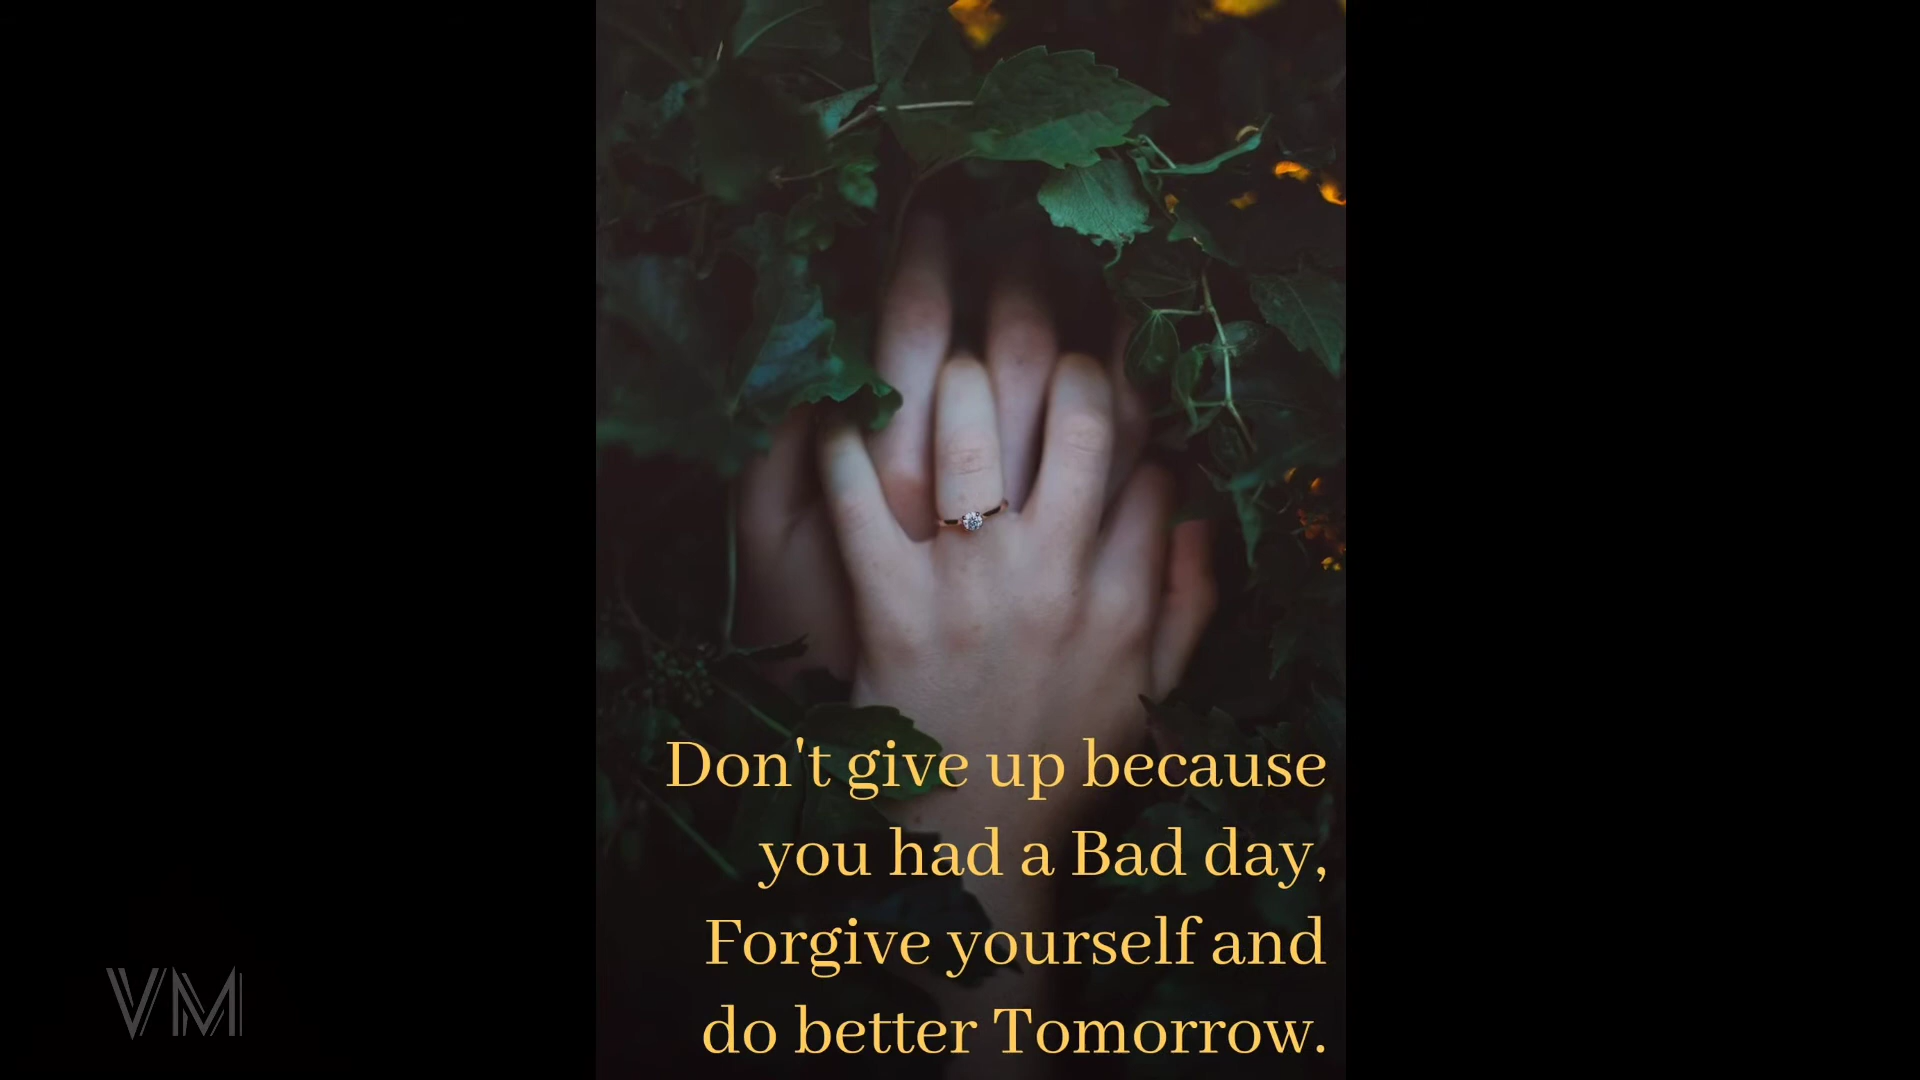 Don't give up because
you had a Bad day,
Forgive yourself and
do better Tomorrow.
VM